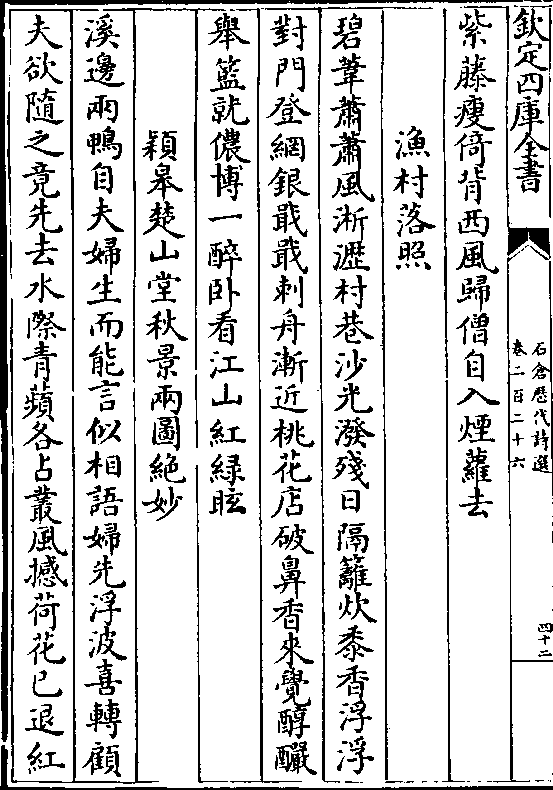 欽定四庫全書
石倉歷代詩選
卷二百二十六
四十二
紫藤瘦倚背西風歸僧自入煙蘿去
漁村落照
碧葦蕭蕭風淅瀝村巷沙光潑殘日隔籬炊黍香浮浮
對門登網銀戢戢刺舟漸近桃花店破鼻香來覺醇釅
舉籃就儂博一醉卧看江山紅緑眩
穎皋楚山堂秋景兩圖絶妙
溪邊兩鴨自夫婦生而能言似相語婦先浮波喜轉顧
夫欲隨之竟先去水際青蘋各占叢風撼荷花已退紅